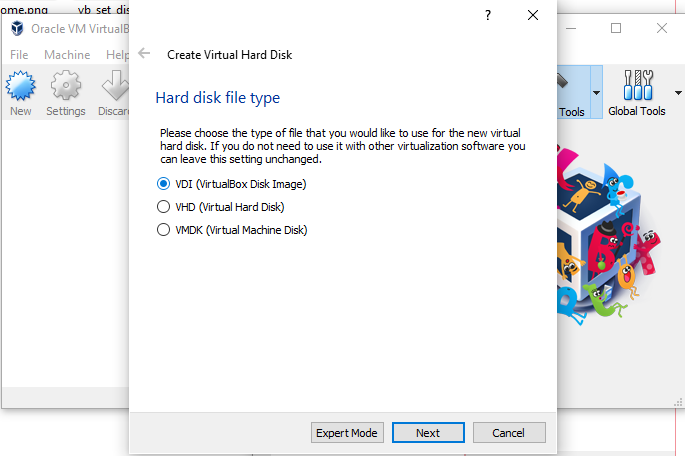 ome.png vb_set_dis
Oracle VM VirtualB
File Machine Help
New Settings Discar
Tools Global Tools
?
Create Virtual Hard Disk
Hard disk file type
Please choose the type of file that you would like to use for the new virtual
hard disk. If you do not need to use it with other virtualization software you
can leave this setting unchanged.
VDI (VirtualBox Disk Image)
VHD (Virtual Hard Disk)
VMDK (Virtual Machine Disk)
Expert Mode Next Cancel